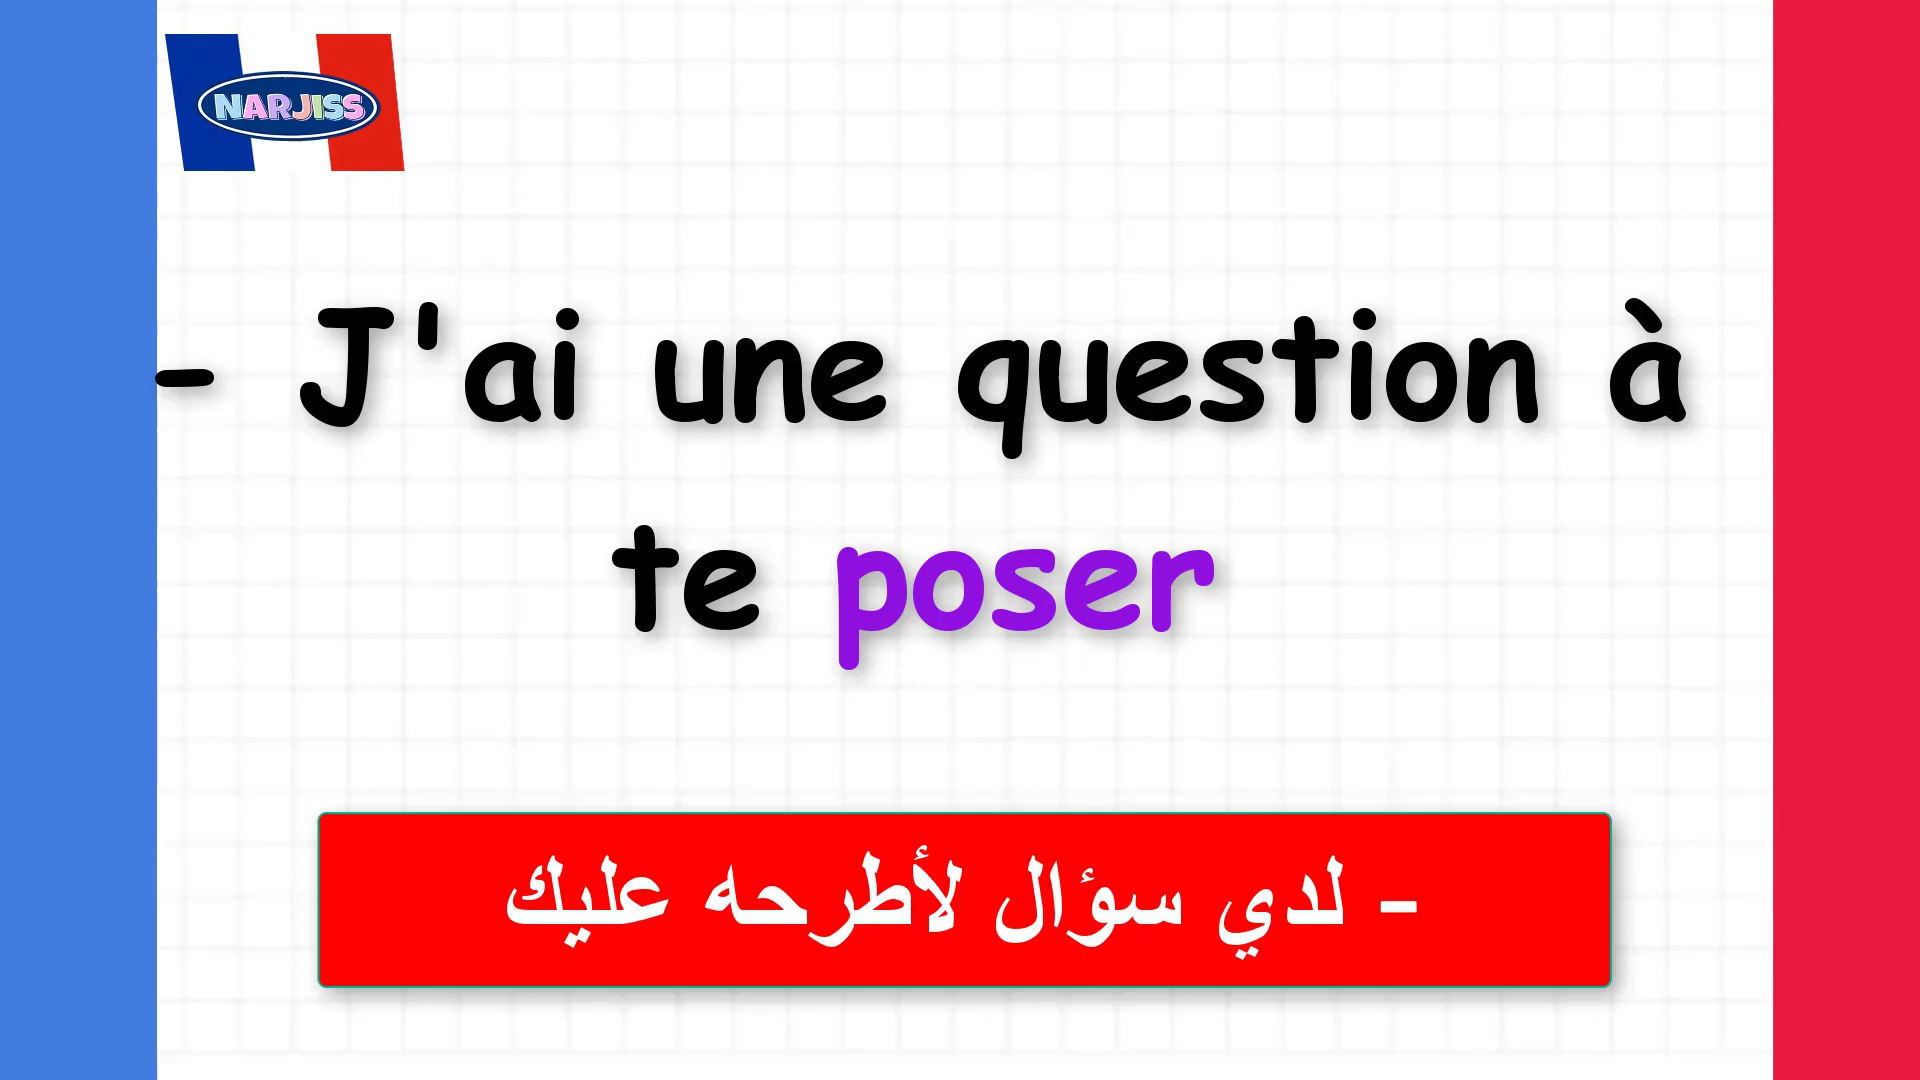 NARJISS
- J'ai une question à
te poser
- لدي سؤال لأطرحه عليك